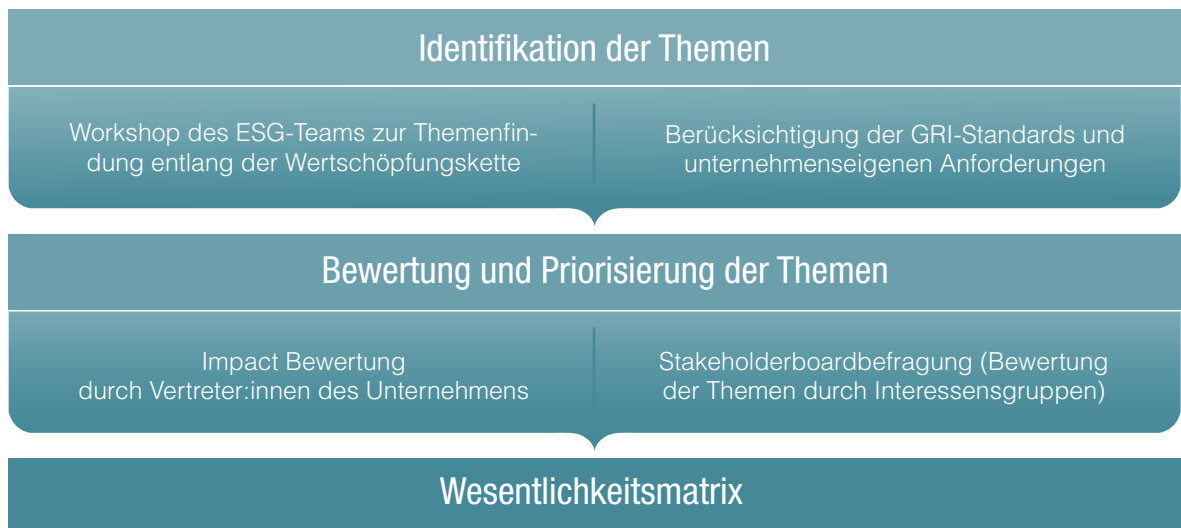 Identifikation der Themen
Workshop des ESG-Teams zur Themenfin-
dung entlang der Wertschöpfungskette
Berücksichtigung der GRI-Standards und
unternehmenseigenen Anforderungen
Bewertung und Priorisierung der Themen
Impact Bewertung
durch Vertreter:innen des Unternehmens
Stakeholderboardbefragung (Bewertung
der Themen durch Interessensgruppen)
Wesentlichkeitsmatrix